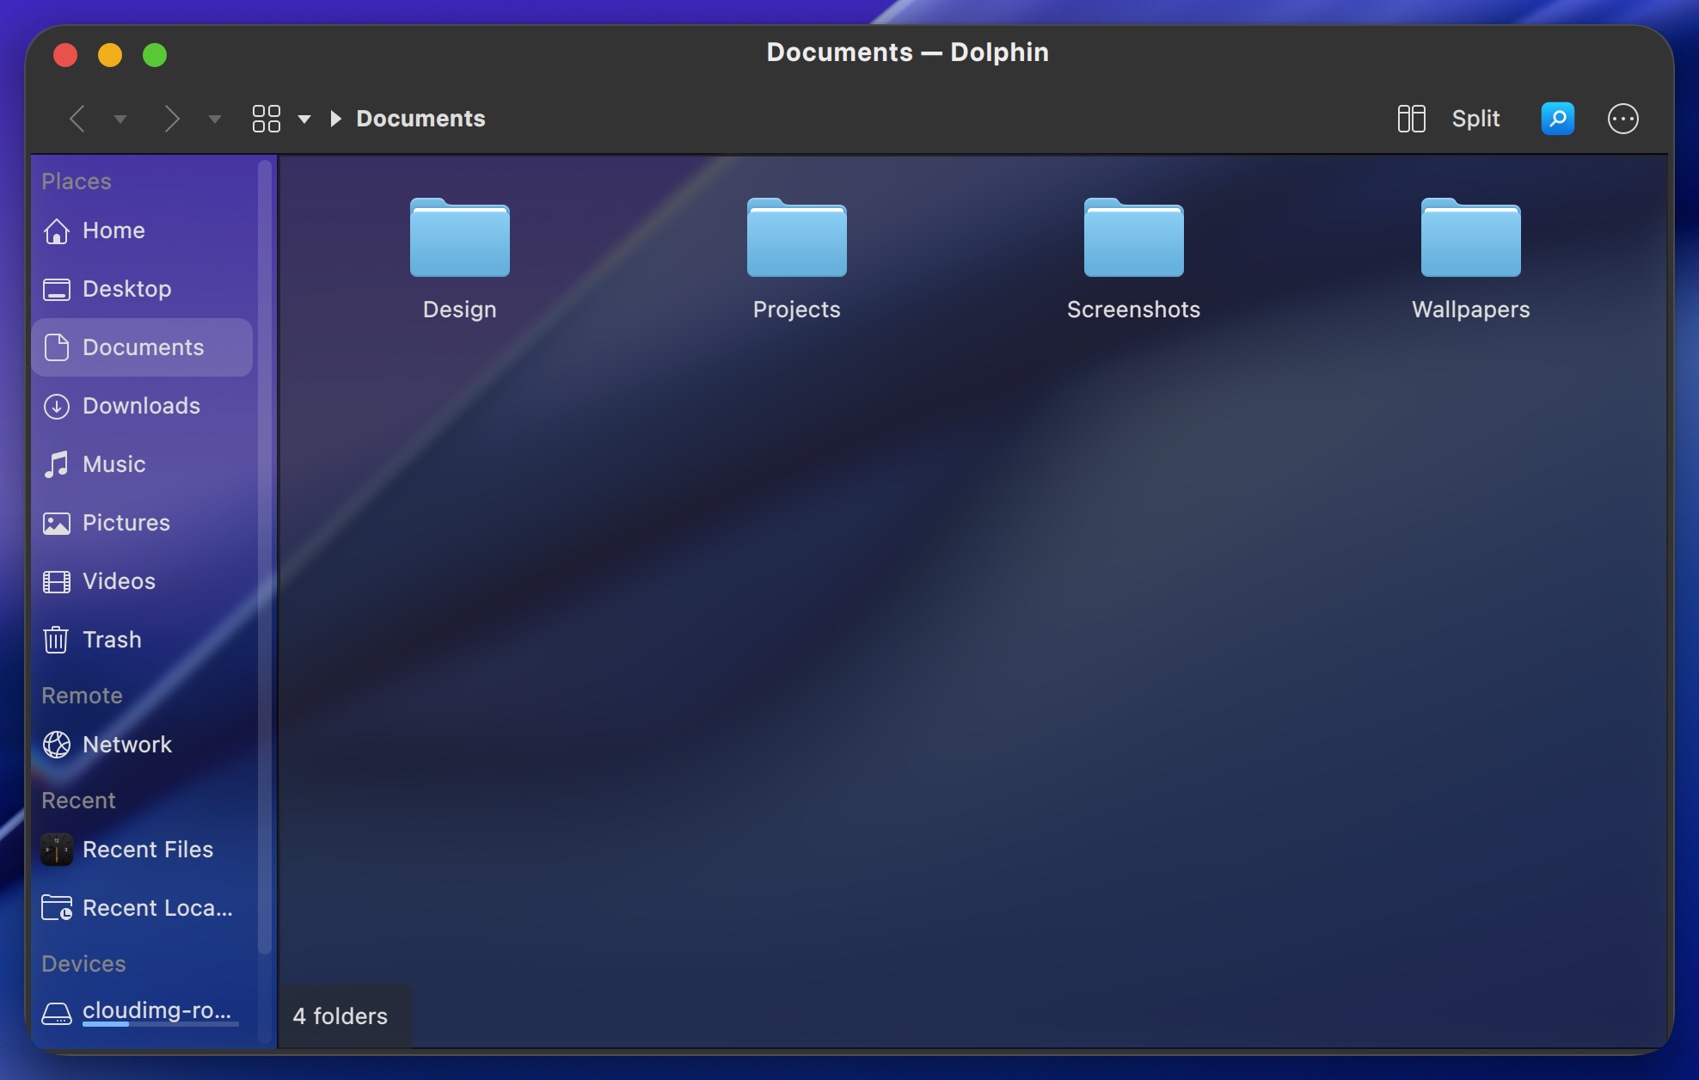 Documents — Dolphin
Documents
Split
Places
Home
Desktop
Documents
Downloads
Music
Pictures
Videos
Trash
Remote
Network
Recent
Recent Files
Recent Loca...
Devices
cloudimg-ro...
Design
Projects
Screenshots
Wallpapers
4 folders